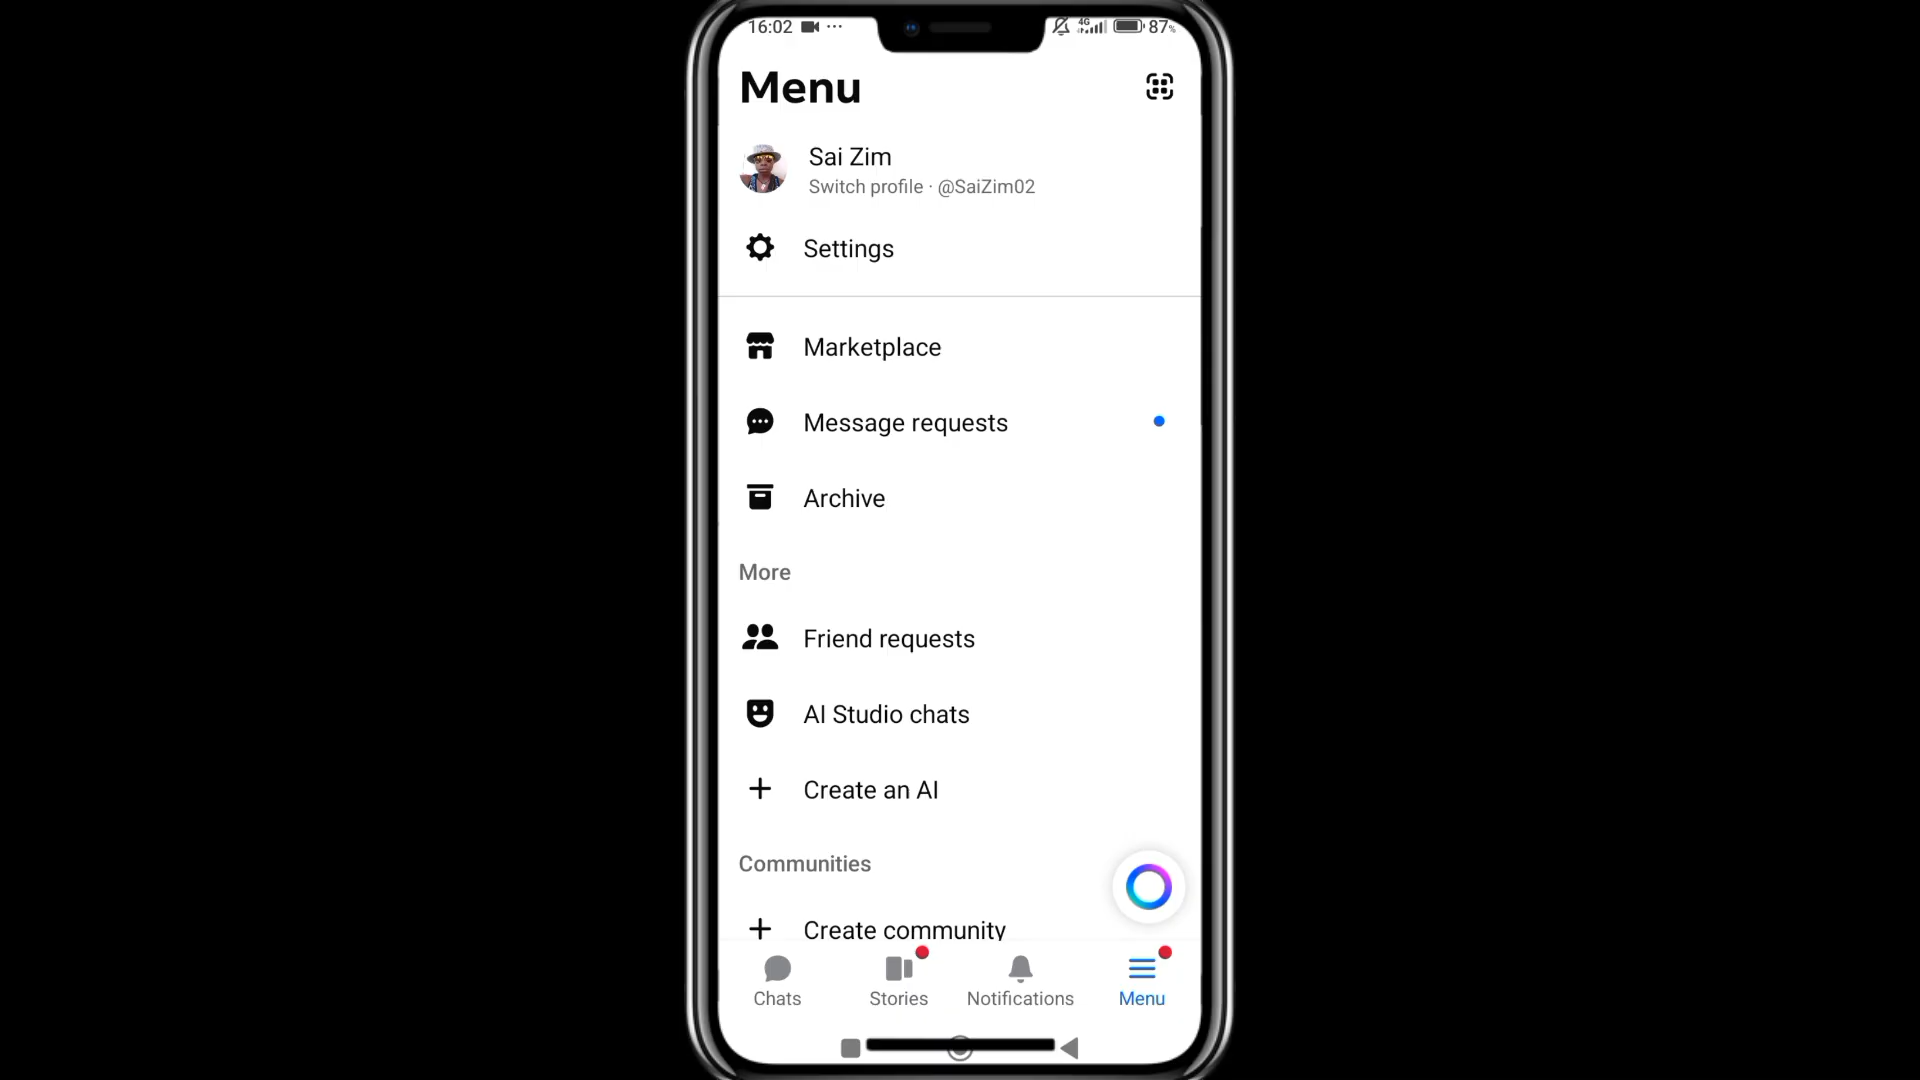 16:02 ... 4G 87%
Menu
Sai Zim
Switch profile · @SaiZim02
Settings
Marketplace
Message requests
Archive
More
Friend requests
AI Studio chats
Create an AI
Communities
Create community
Chats Stories Notifications Menu